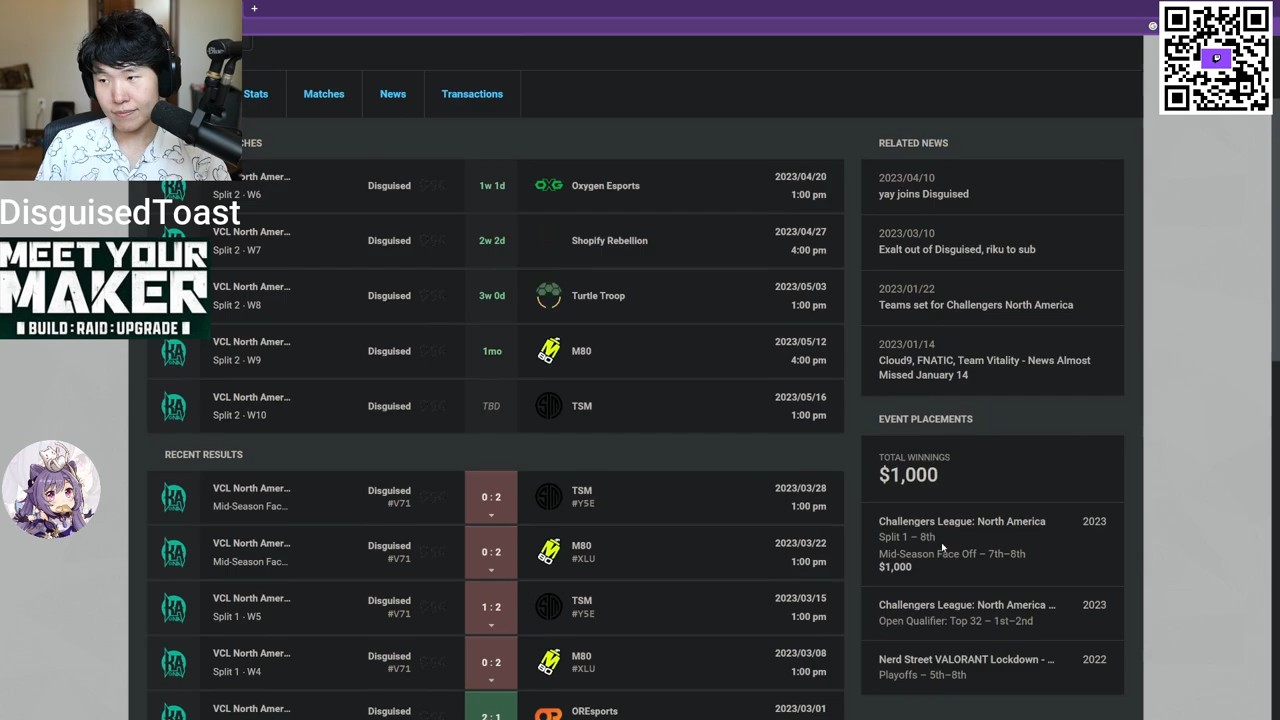 +
Stats
Matches
News
Transactions
CHES
VCL North Amer...
Split 2 - W6
Disguised
1w 1d
OXG
Oxygen Esports
2023/04/20
1:00 pm
VCL North Amer...
Split 2 - W7
Disguised
2w 2d
Shopify Rebellion
2023/04/27
4:00 pm
VCL North Amer...
Split 2 - W8
Disguised
3w 0d
Turtle Troop
2023/05/03
1:00 pm
VCL North Amer...
Split 2 - W9
Disguised
1mo
M80
2023/05/12
4:00 pm
VCL North Amer...
Split 2 - W10
Disguised
TBD
TSM
2023/05/16
1:00 pm
RECENT RESULTS
VCL North Amer...
Mid-Season Fac...
Disguised
#V71
0 : 2
TSM
#Y5E
2023/03/28
1:00 pm
VCL North Amer...
Mid-Season Fac...
Disguised
#V71
0 : 2
M80
#XLU
2023/03/22
1:00 pm
VCL North Amer...
Split 1 - W5
Disguised
#V71
1 : 2
TSM
#Y5E
2023/03/15
1:00 pm
VCL North Amer...
Split 1 - W4
Disguised
#V71
0 : 2
M80
#XLU
2023/03/08
1:00 pm
VCL North Amer...
Disguised
2 : 1
OREsports
2023/03/01
RELATED NEWS
2023/04/10
yay joins Disguised
2023/03/10
Exalt out of Disguised, riku to sub
2023/01/22
Teams set for Challengers North America
2023/01/14
Cloud9, FNATIC, Team Vitality - News Almost
Missed January 14
EVENT PLACEMENTS
TOTAL WINNINGS
$1,000
Challengers League: North America
2023
Split 1 – 8th
Mid-Season Face Off – 7th–8th
$1,000
Challengers League: North America ...
2023
Open Qualifier: Top 32 – 1st–2nd
Nerd Street VALORANT Lockdown - ...
2022
Playoffs – 5th–8th
DisguisedToast
MEET YOUR
MAKER
BUILD : RAID : UPGRADE